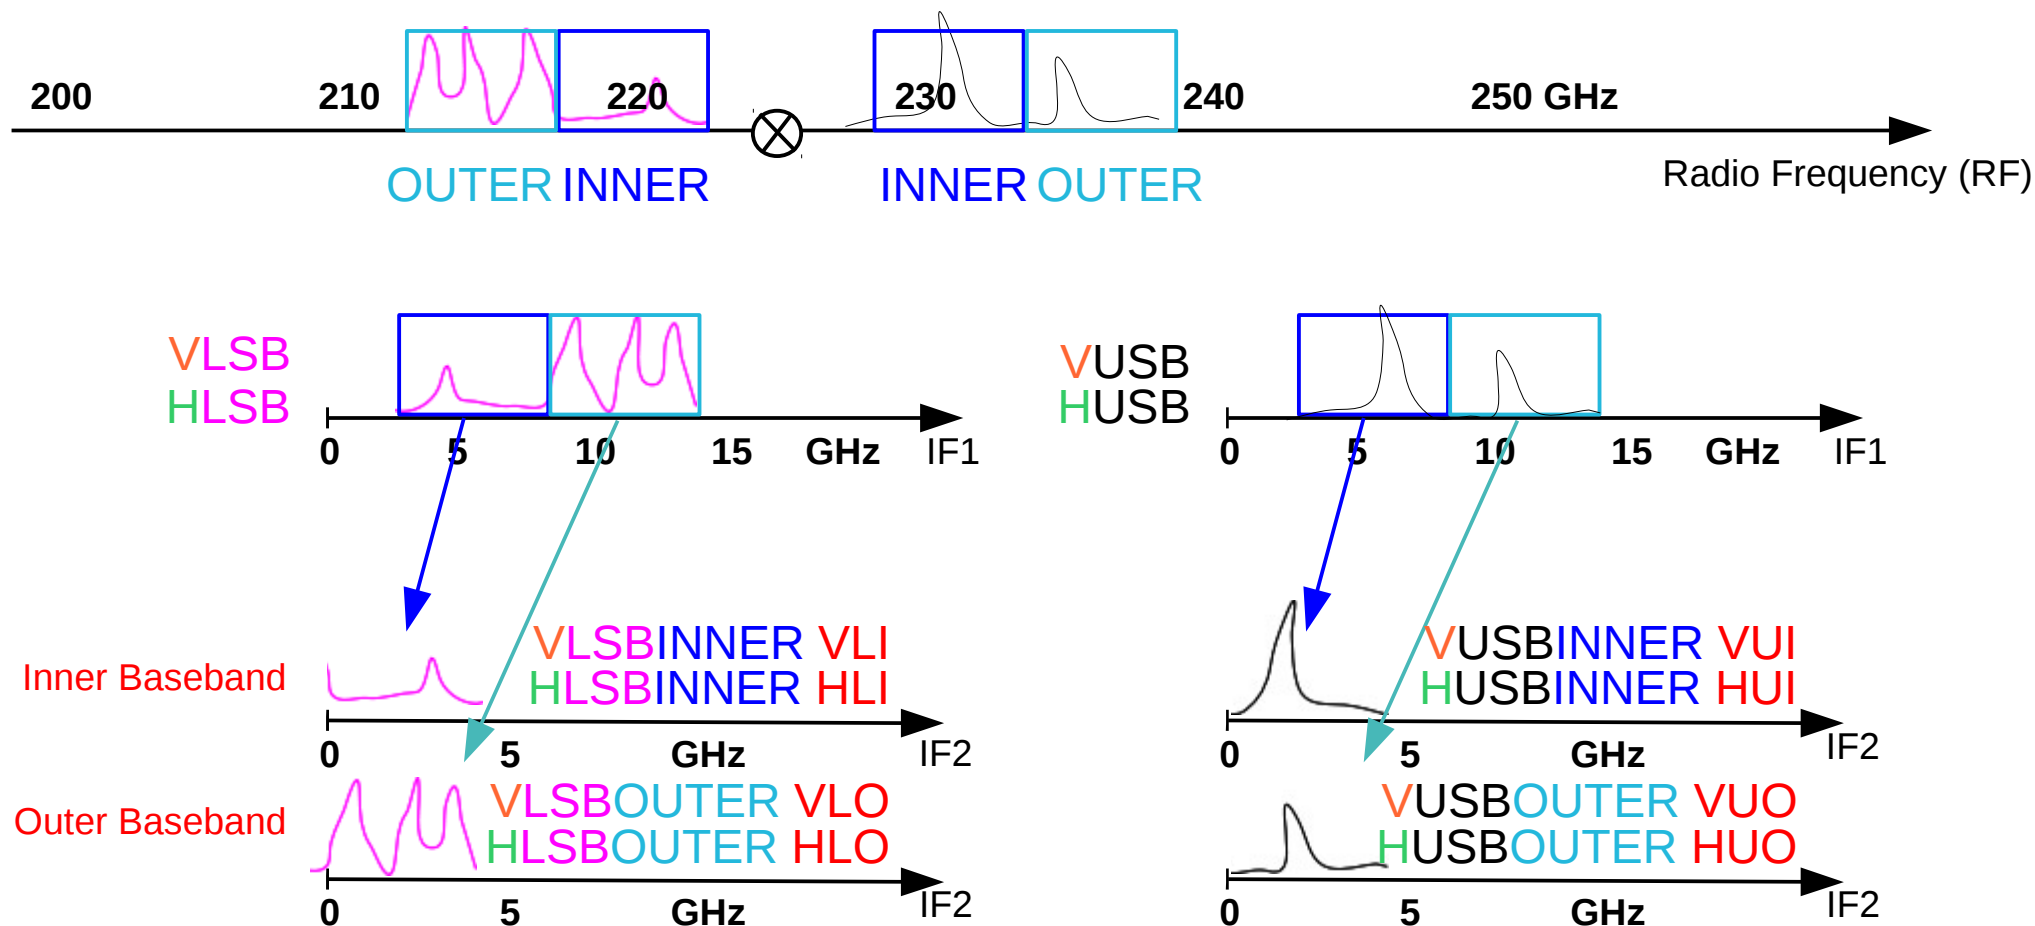 200 210 220 230 240 250 GHz
Radio Frequency (RF)
OUTER INNER INNER OUTER
VLSB
HLSB
0 5 10 15 GHz IF1
VUSB
HUSB
0 5 10 15 GHz IF1
Inner Baseband
VLSBINNER VLI
HLSBINNER HLI
0 5 GHz IF2
VUSBINNER VUI
HUSBINNER HUI
0 5 GHz IF2
Outer Baseband
VLSBOUTER VLO
HLSBOUTER HLO
0 5 GHz IF2
VUSBOUTER VUO
HUSBOUTER HUO
0 5 GHz IF2